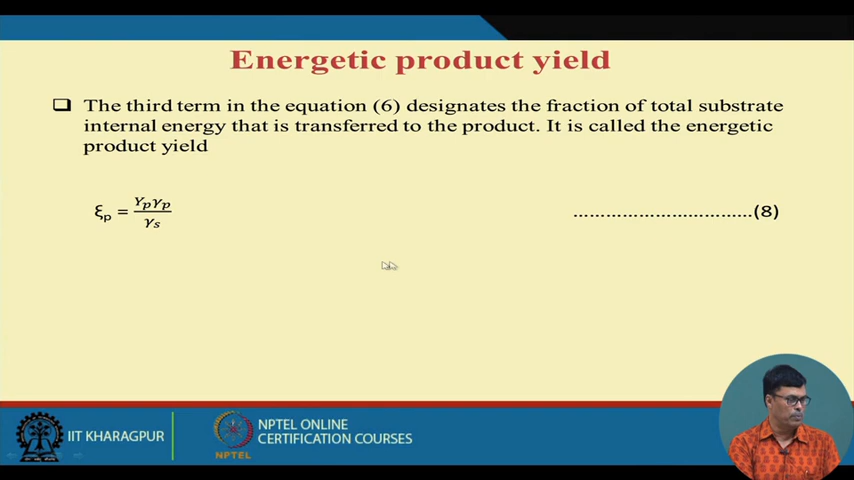 Energetic product yield
❑ The third term in the equation (6) designates the fraction of total substrate
internal energy that is transferred to the product. It is called the energetic
product yield
ξp = Ypγp / γs ....................................(8)
IIT KHARAGPUR
NPTEL
NPTEL ONLINE
CERTIFICATION COURSES